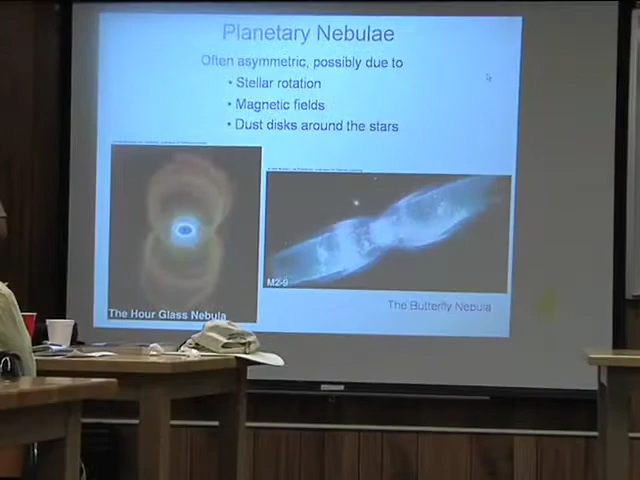 Planetary Nebulae
Often asymmetric, possibly due to
• Stellar rotation
• Magnetic fields
• Dust disks around the stars
M2-9
The Butterfly Nebula
The Hour Glass Nebula